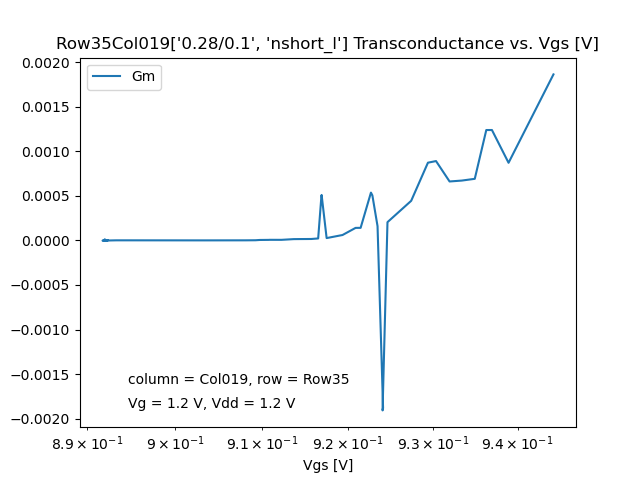 Row35Col019['0.28/0.1', 'nshort_l'] Transconductance vs. Vgs [V]
Gm
0.0020
0.0015
0.0010
0.0005
0.0000
−0.0005
−0.0010
−0.0015
−0.0020
column = Col019, row = Row35
Vg = 1.2 V, Vdd = 1.2 V
8.9 × 10⁻¹ 9 × 10⁻¹ 9.1 × 10⁻¹ 9.2 × 10⁻¹ 9.3 × 10⁻¹ 9.4 × 10⁻¹
Vgs [V]